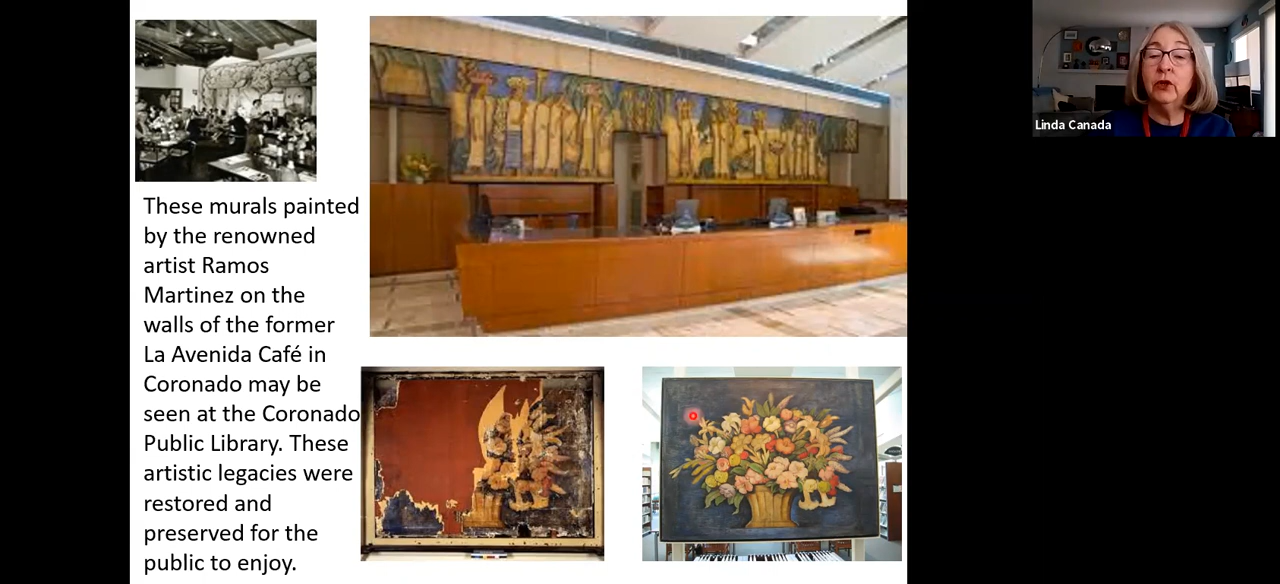 These murals painted
by the renowned
artist Ramos
Martinez on the
walls of the former
La Avenida Café in
Coronado may be
seen at the Coronado
Public Library. These
artistic legacies were
restored and
preserved for the
public to enjoy.
Linda Canada